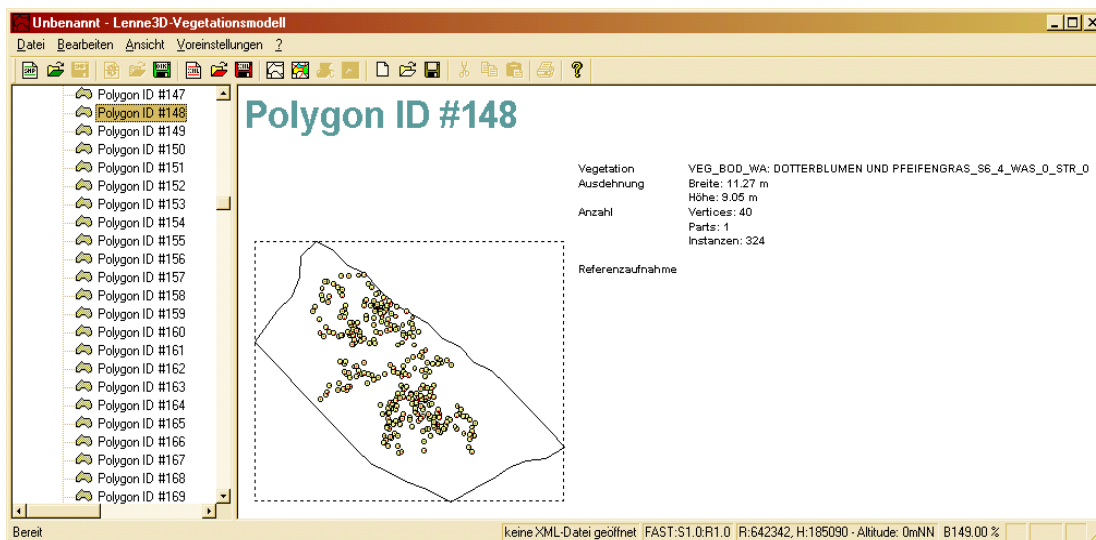 Unbenannt - Lenne3D-Vegetationsmodell
Datei Bearbeiten Ansicht Voreinstellungen ?
Polygon ID #147
Polygon ID #148
Polygon ID #149
Polygon ID #150
Polygon ID #151
Polygon ID #152
Polygon ID #153
Polygon ID #154
Polygon ID #155
Polygon ID #156
Polygon ID #157
Polygon ID #158
Polygon ID #159
Polygon ID #160
Polygon ID #161
Polygon ID #162
Polygon ID #163
Polygon ID #164
Polygon ID #165
Polygon ID #166
Polygon ID #167
Polygon ID #168
Polygon ID #169
Polygon ID #148
Vegetation VEG_BOD_WA: DOTTERBLUMEN UND PFEIFENGRAS_S6_4_WAS_0_STR_0
Ausdehnung Breite: 11.27 m
Höhe: 9.05 m
Anzahl Vertices: 40
Parts: 1
Instanzen: 324
Referenzaufnahme
Bereit keine XML-Datei geöffnet FAST:S1.0:R1.0 R:642342, H:185090 - Altitude: 0mNN B149.00 %